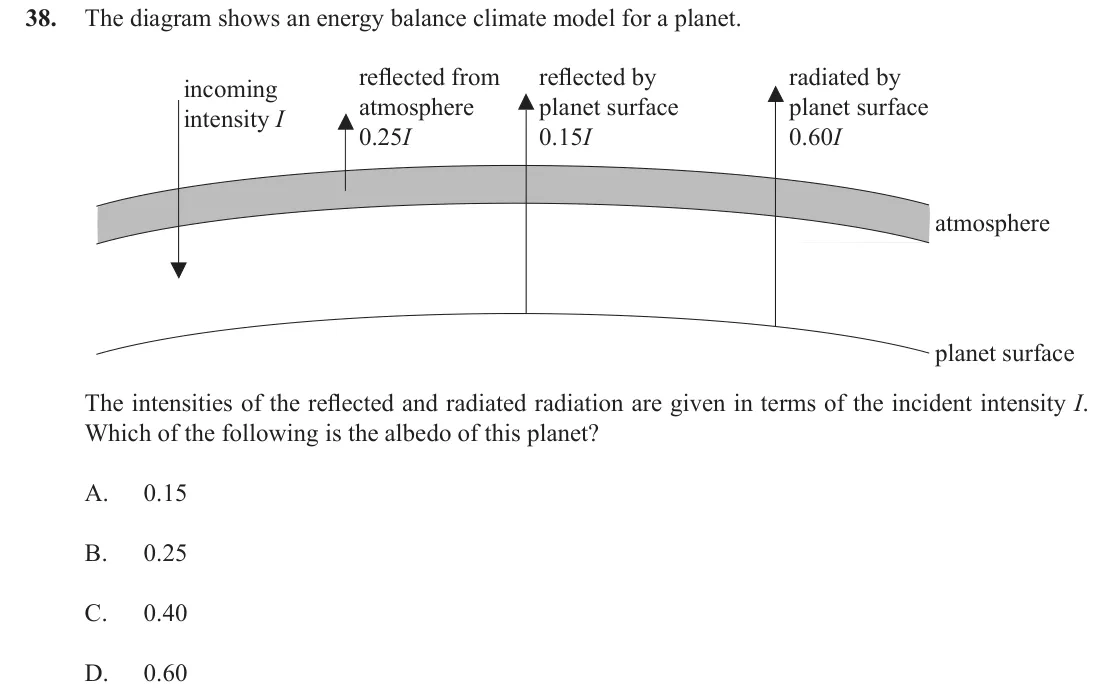 38. The diagram shows an energy balance climate model for a planet.
incoming
intensity I
reflected from
atmosphere
0.25I
reflected by
planet surface
0.15I
radiated by
planet surface
0.60I
atmosphere
planet surface
The intensities of the reflected and radiated radiation are given in terms of the incident intensity I.
Which of the following is the albedo of this planet?
A. 0.15
B. 0.25
C. 0.40
D. 0.60